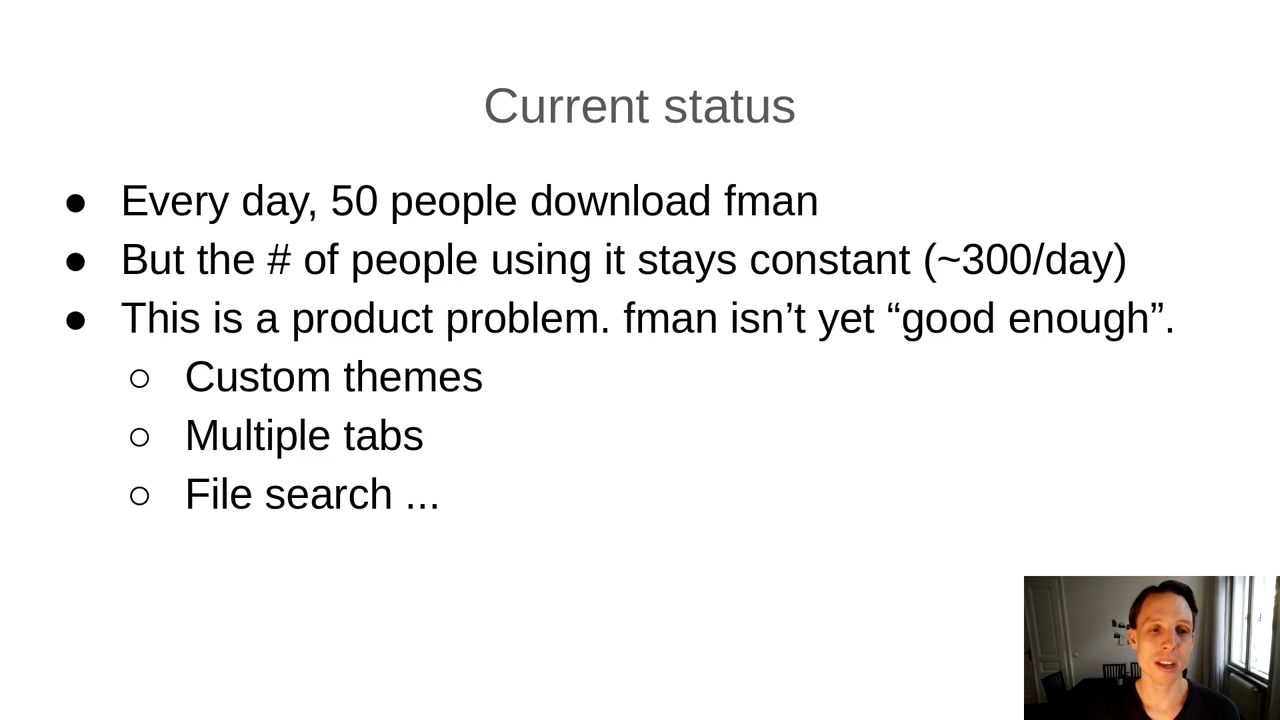 Current status
● Every day, 50 people download fman
● But the # of people using it stays constant (~300/day)
● This is a product problem. fman isn’t yet “good enough”.
○ Custom themes
○ Multiple tabs
○ File search ...